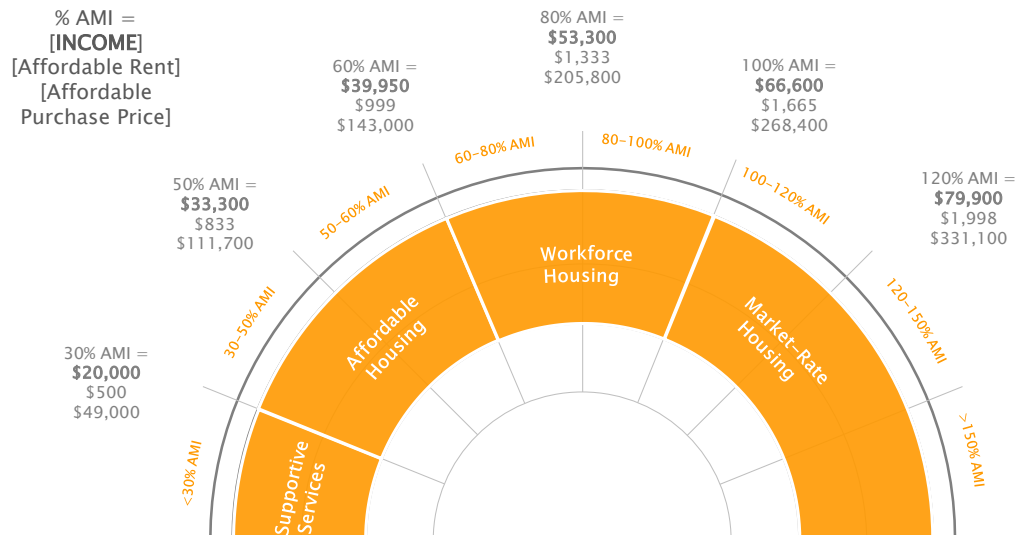 % AMI =
[INCOME]
[Affordable Rent]
[Affordable
Purchase Price]
80% AMI =
$53,300
$1,333
$205,800
60% AMI =
$39,950
$999
$143,000
100% AMI =
$66,600
$1,665
$268,400
50% AMI =
$33,300
$833
$111,700
120% AMI =
$79,900
$1,998
$331,100
30% AMI =
$20,000
$500
$49,000
<30% AMI
30–50% AMI
50–60% AMI
60–80% AMI
80–100% AMI
100–120% AMI
120–150% AMI
>150% AMI
Supportive
Services
Affordable
Housing
Workforce
Housing
Market–Rate
Housing